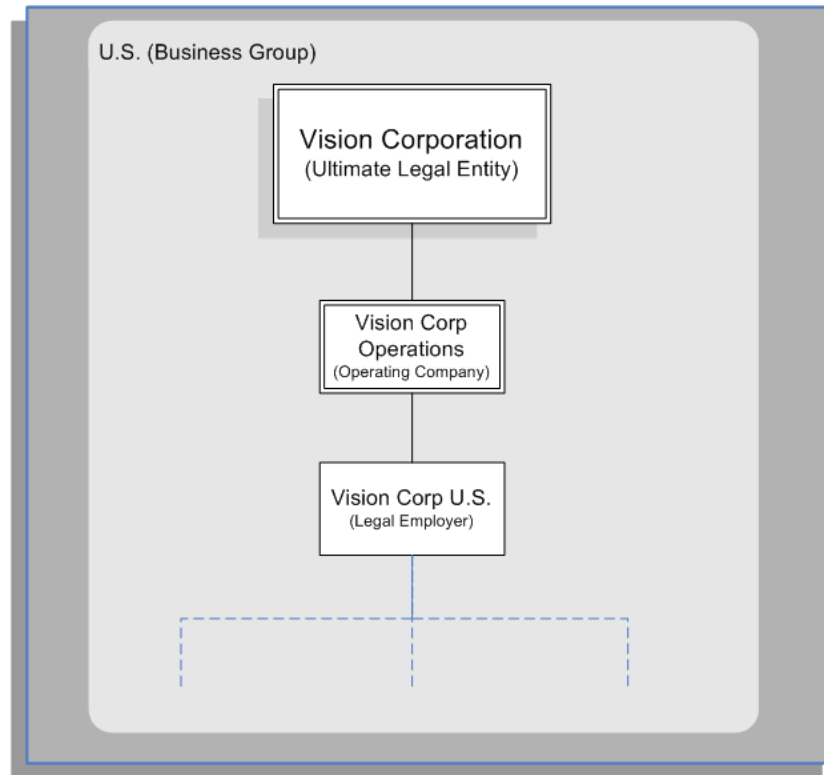 U.S. (Business Group)
Vision Corporation
(Ultimate Legal Entity)
Vision Corp
Operations
(Operating Company)
Vision Corp U.S.
(Legal Employer)